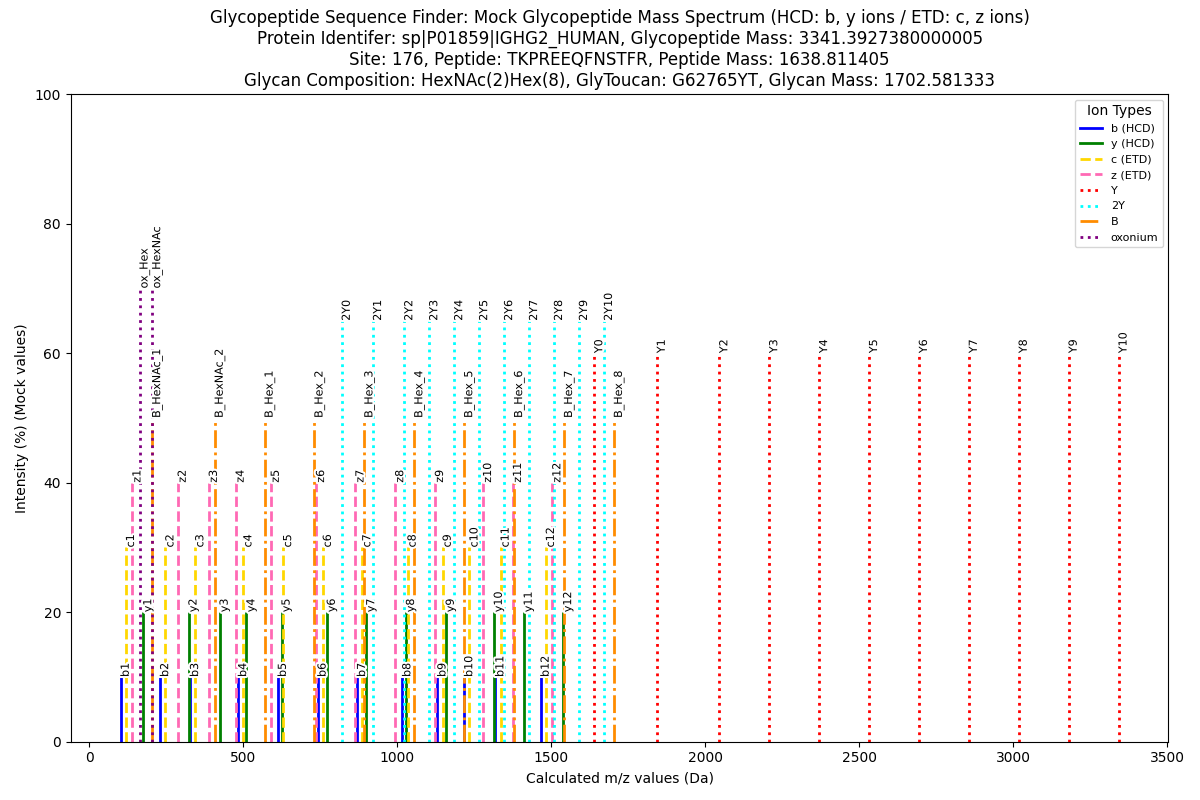 Glycopeptide Sequence Finder: Mock Glycopeptide Mass Spectrum (HCD: b, y ions / ETD: c, z ions)
Protein Identifer: sp|P01859|IGHG2_HUMAN, Glycopeptide Mass: 3341.3927380000005
Site: 176, Peptide: TKPREEQFNSTFR, Peptide Mass: 1638.811405
Glycan Composition: HexNAc(2)Hex(8), GlyToucan: G62765YT, Glycan Mass: 1702.581333
Intensity (%) (Mock values)
100
80
60
40
20
0
Ion Types
b (HCD)
y (HCD)
c (ETD)
z (ETD)
Y
2Y
B
oxonium
ox_Hex
ox_HexNAc
2Y0
2Y1
2Y2
2Y3
2Y4
2Y5
2Y6
2Y7
2Y8
2Y9
2Y10
Y0
Y1
Y2
Y3
Y4
Y5
Y6
Y7
Y8
Y9
Y10
B_HexNAc_1
B_HexNAc_2
B_Hex_1
B_Hex_2
B_Hex_3
B_Hex_4
B_Hex_5
B_Hex_6
B_Hex_7
B_Hex_8
z1
z2
z3
z4
z5
z6
z7
z8
z9
z10
z11
z12
c1
c2
c3
c4
c5
c6
c7
c8
c9
c10
c11
c12
y1
y2
y3
y4
y5
y6
y7
y8
y9
y10
y11
y12
b1
b2
b3
b4
b5
b6
b7
b8
b9
b10
b11
b12
0
500
1000
1500
2000
2500
3000
3500
Calculated m/z values (Da)